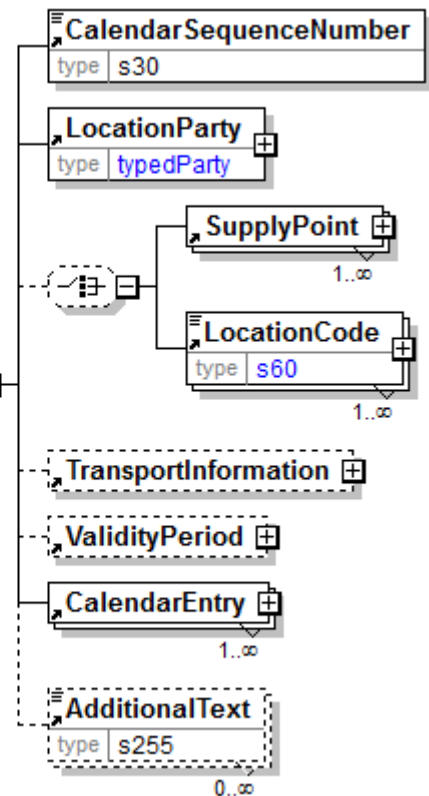 CalendarSequenceNumber
type s30
LocationParty
type typedParty
SupplyPoint
1..∞
LocationCode
type s60
1..∞
TransportInformation
ValidityPeriod
CalendarEntry
1..∞
AdditionalText
type s255
0..∞